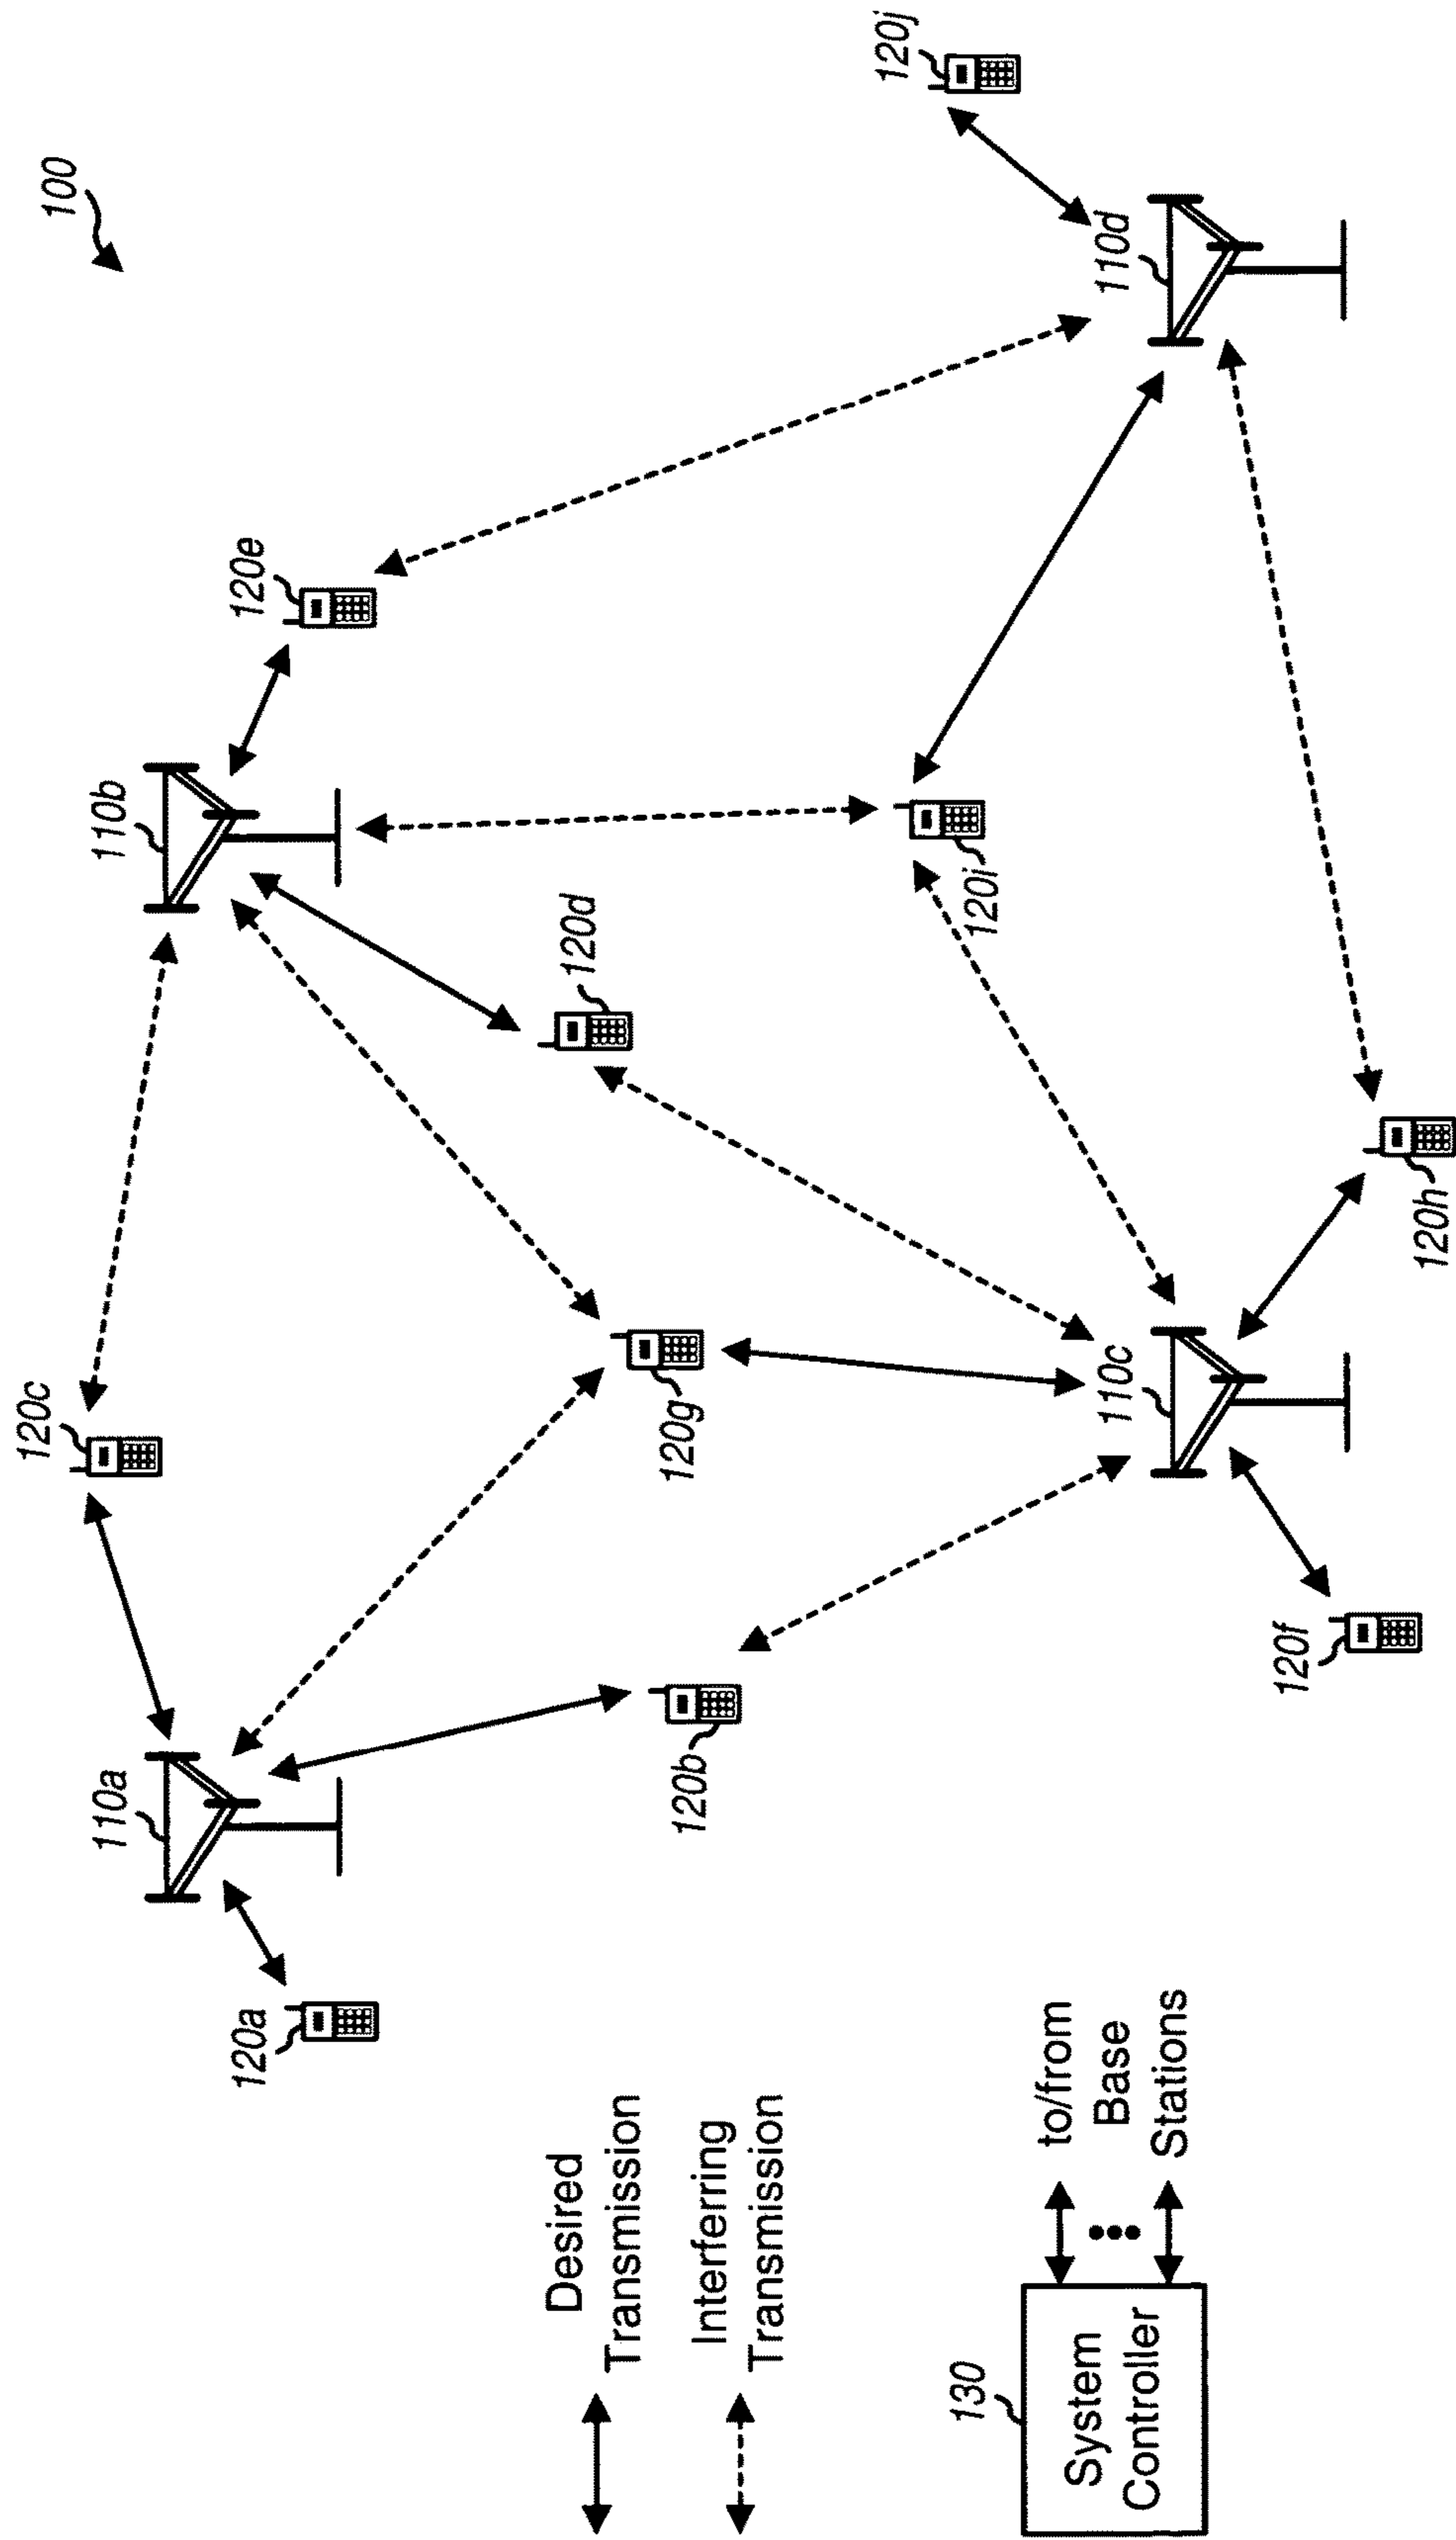 100
120c
110a
110b
120e
120a
120d
120j
120g
120b
120i
110d
110c
120f
120h
Desired
Transmission
Interferring
Transmission
130
System
Controller
to/from
Base
Stations